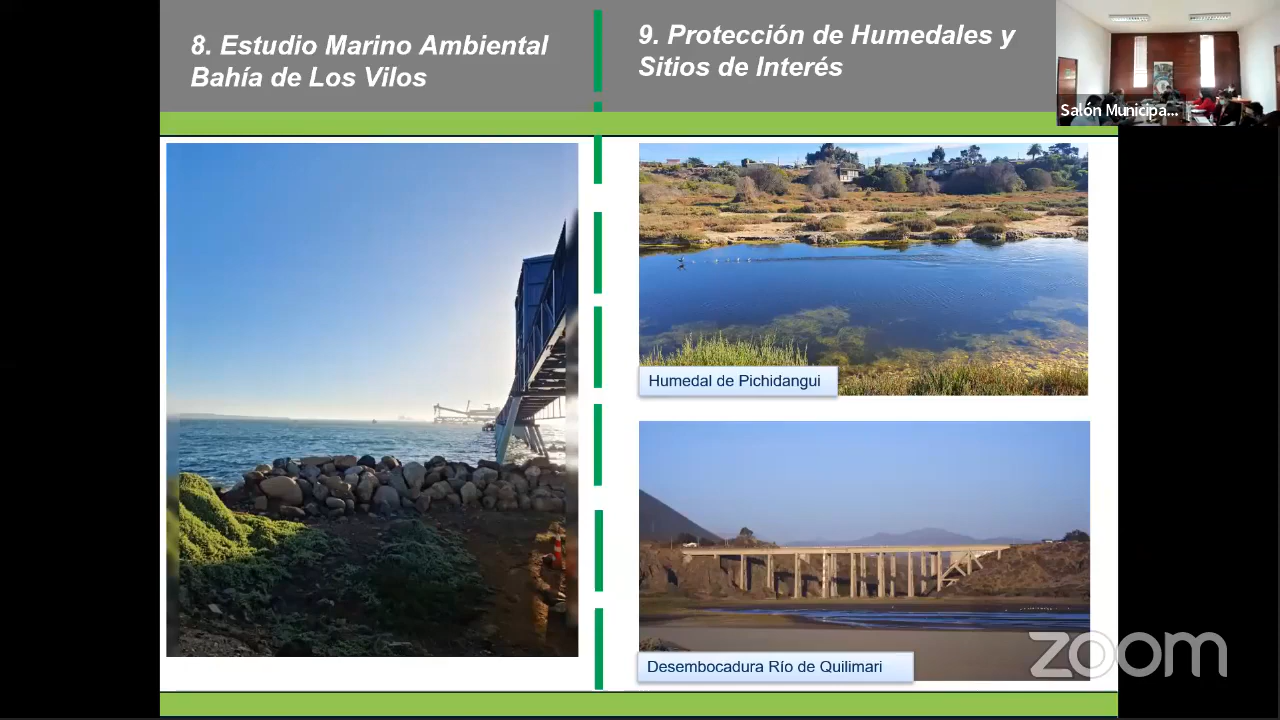 8. Estudio Marino Ambiental
Bahía de Los Vilos
9. Protección de Humedales y
Sitios de Interés
Salón Municipa...
Humedal de Pichidangui
Desembocadura Río de Quilimari
zoom